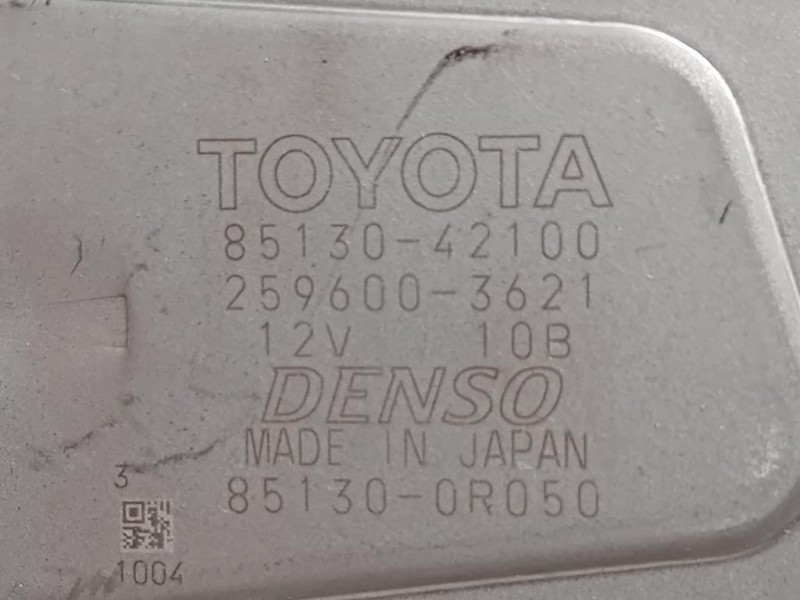 TOYOTA
85130-42100
259600-3621
12V 10B
DENSO
MADE IN JAPAN
85130-0R050
3
1004